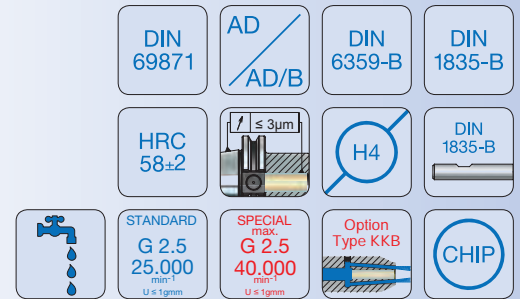 DIN
69871
AD
AD/B
DIN
6359-B
DIN
1835-B
HRC
58±2
↗ ≤ 3µm
H4
DIN
1835-B
STANDARD
G 2.5
25.000
min⁻¹
U ≤ 1gmm
SPECIAL
max.
G 2.5
40.000
min⁻¹
U ≤ 1gmm
Option
Type KKB
CHIP